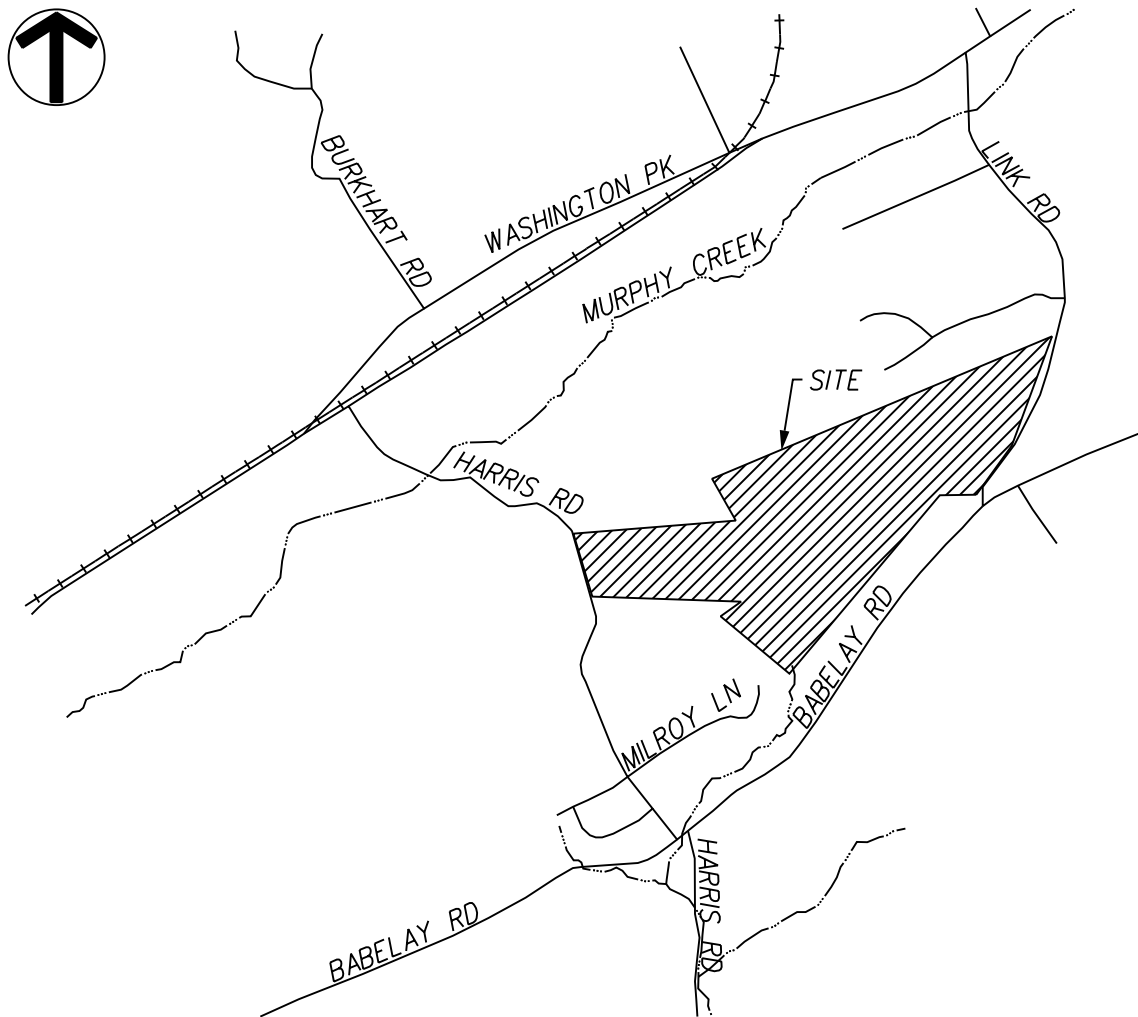 BURKHART RD
WASHINGTON PK
LINK RD
MURPHY CREEK
SITE
HARRIS RD
BABELAY RD
MILROY LN
HARRIS RD
BABELAY RD